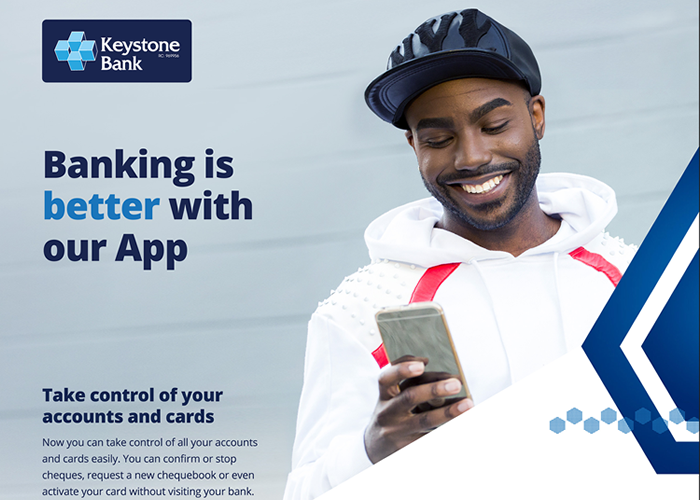 Keystone
Bank
Banking is
better with
our App
Take control of your
accounts and cards
Now you can take control of all your accounts
and cards easily. You can confirm or stop
cheques, request a new chequebook or even
activate your card without visiting your bank.